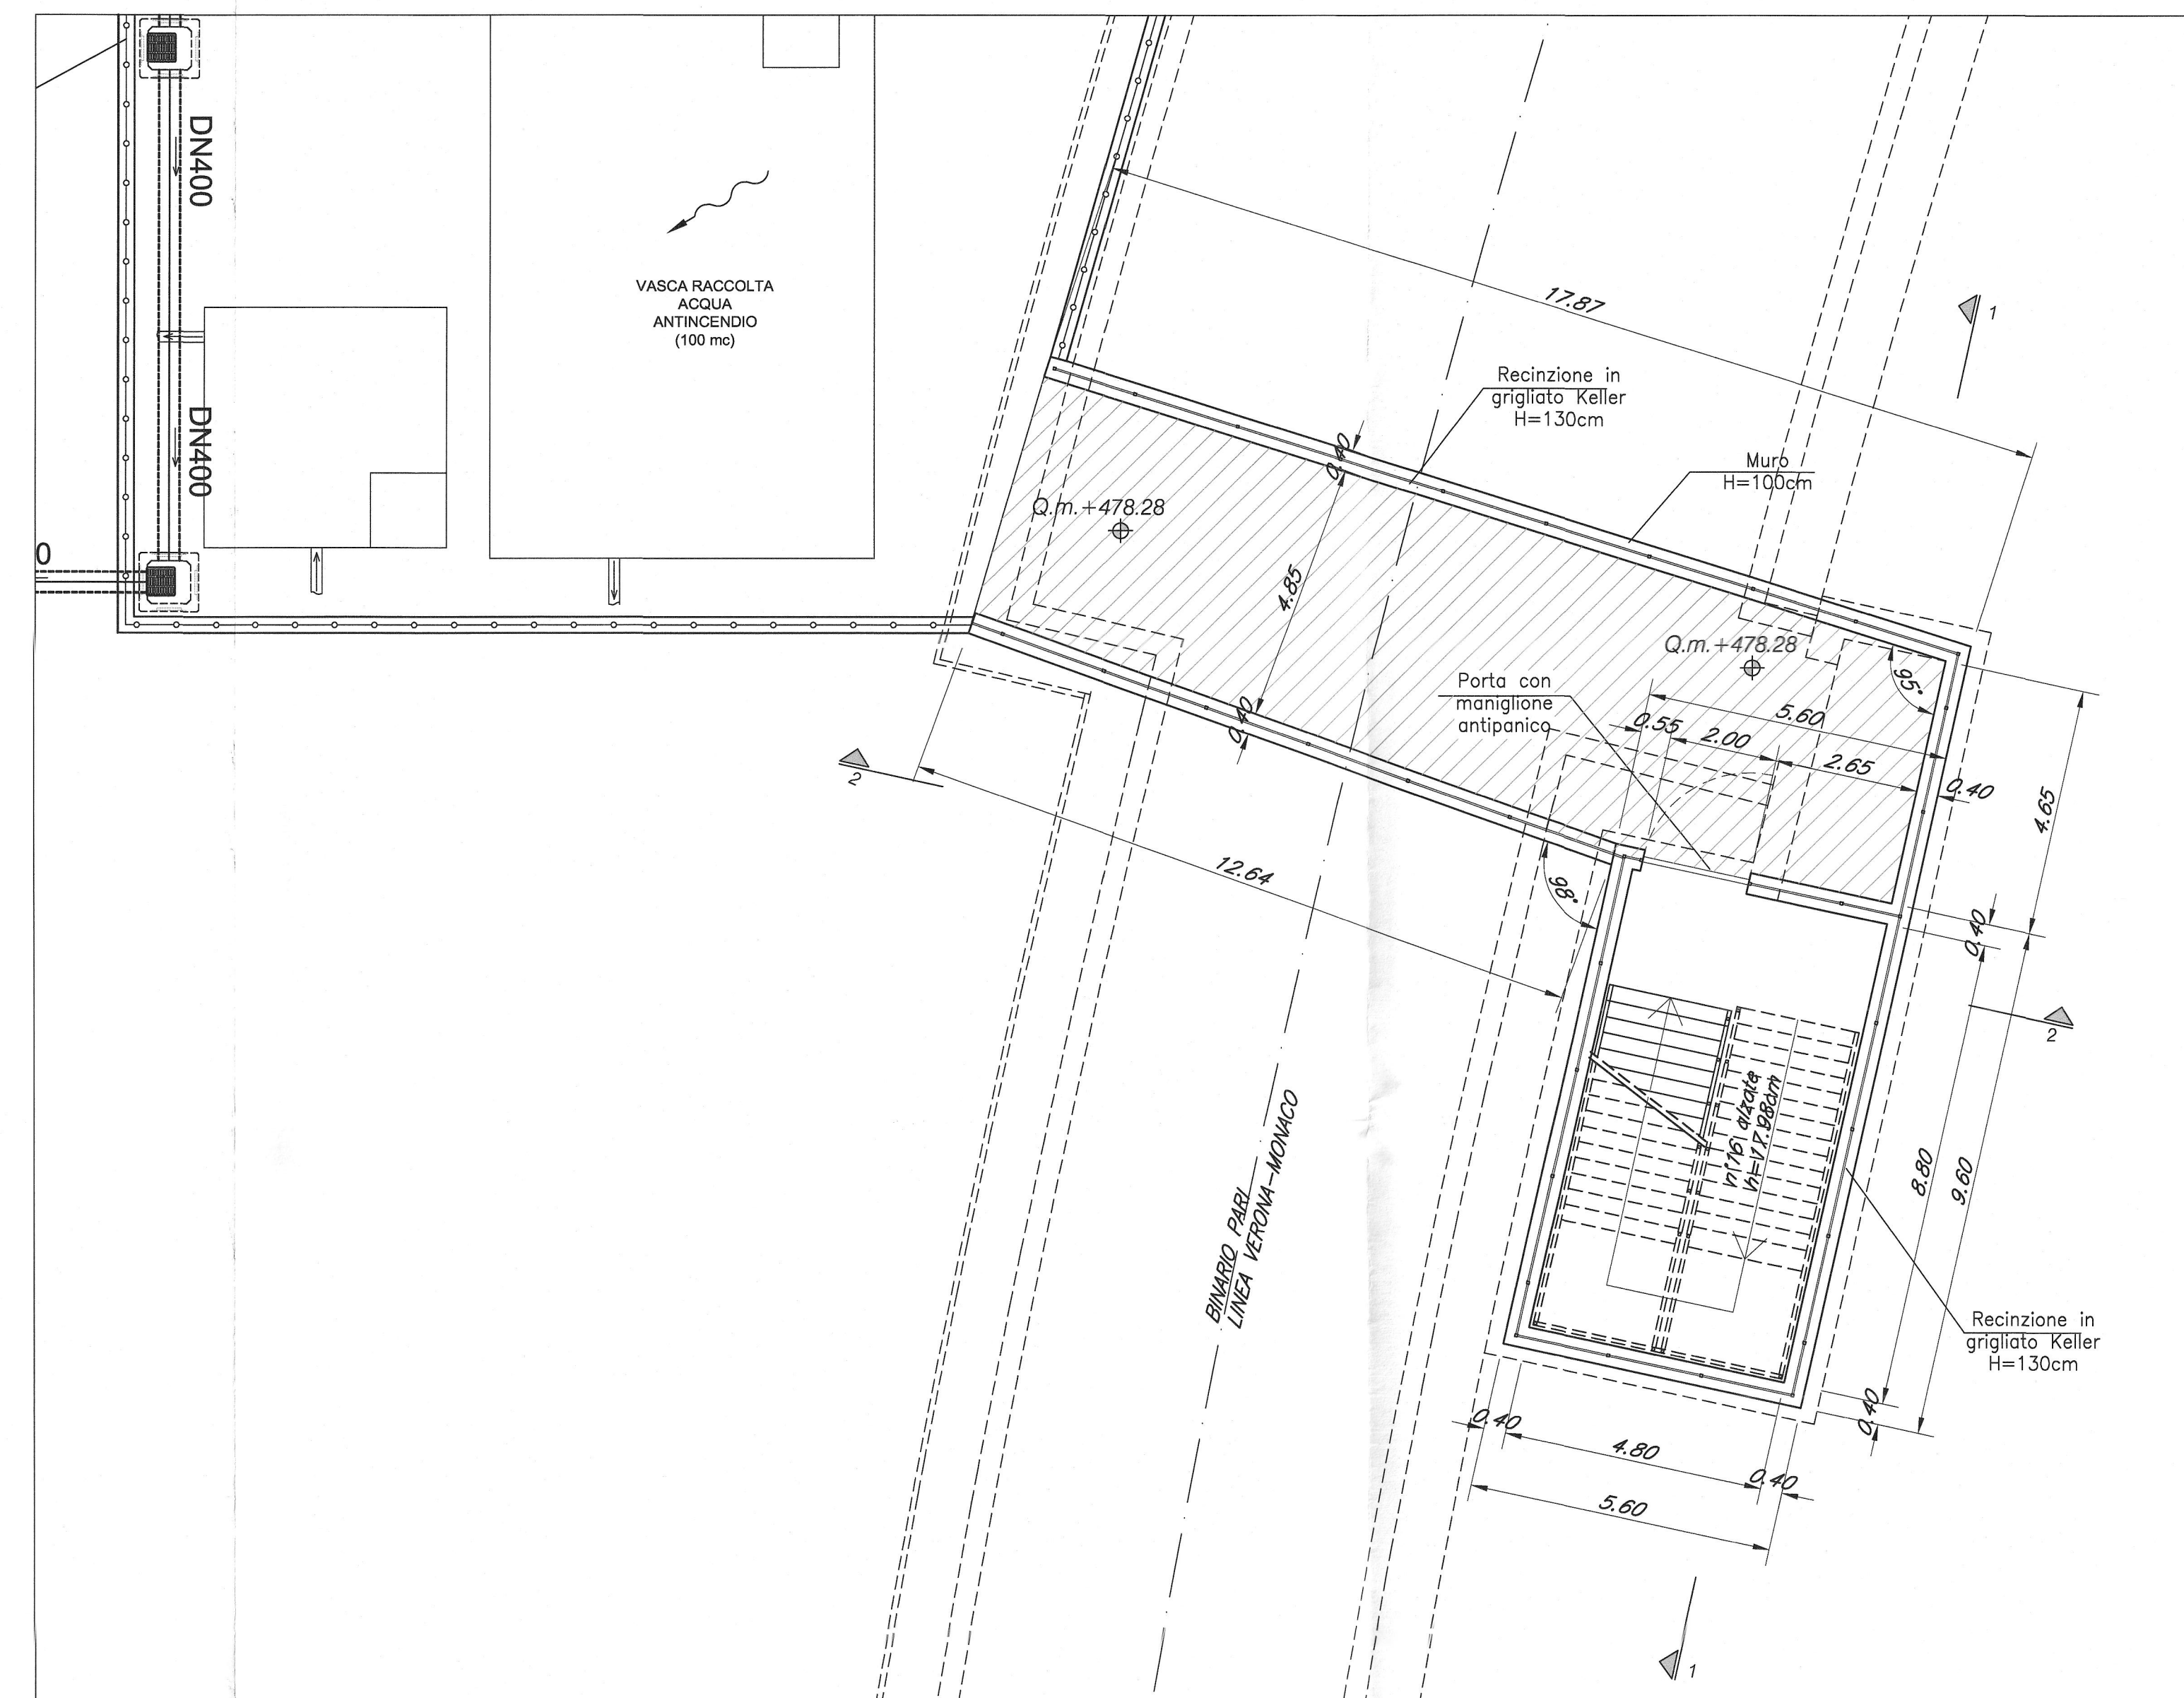 DN400
DN400
0
VASCA RACCOLTA
ACQUA
ANTINCENDIO
(100 mc)
17.87
1
Recinzione in
grigliato Keller
H=130cm
Muro
H=100cm
0.40
Q.m.+478.28
4.85
Q.m.+478.28
95°
Porta con
maniglione
antipanico
5.60
0.55
2.00
2.65
0.40
4.65
0.40
2
12.64
98°
0.40
2
n°16 alzate
h=17.98cm
8.80
9.60
BINARIO PARI
LINEA VERONA-MONACO
Recinzione in
grigliato Keller
H=130cm
0.40
0.40
4.80
0.40
5.60
1